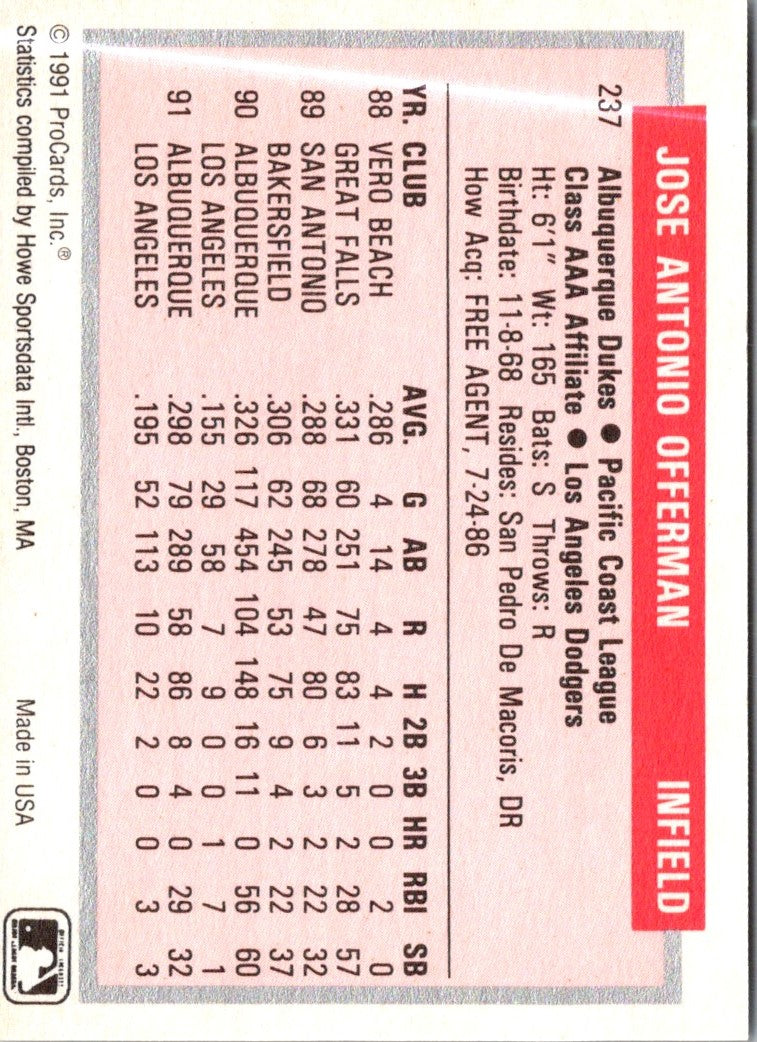 JOSE ANTONIO OFFERMAN INFIELD
237 Albuquerque Dukes ● Pacific Coast League
Class AAA Affiliate ● Los Angeles Dodgers
Ht: 6'1" Wt: 165 Bats: S Throws: R
Birthdate: 11-8-68 Resides: San Pedro De Macoris, DR
How Acq: FREE AGENT, 7-24-86
YR. CLUB AVG. G AB R H 2B 3B HR RBI SB
88 VERO BEACH .286 4 14 4 4 2 0 0 2 0
GREAT FALLS .331 60 251 75 83 11 5 2 28 57
89 SAN ANTONIO .288 68 278 47 80 6 3 2 22 32
BAKERSFIELD .306 62 245 53 75 9 4 2 22 37
90 ALBUQUERQUE .326 117 454 104 148 16 11 0 56 60
LOS ANGELES .155 29 58 7 9 0 0 1 7 1
91 ALBUQUERQUE .298 79 289 58 86 8 4 0 29 32
LOS ANGELES .195 52 113 10 22 2 0 0 3 3
© 1991 ProCards, Inc.®
Statistics compiled by Howe Sportsdata Intl., Boston, MA Made in USA